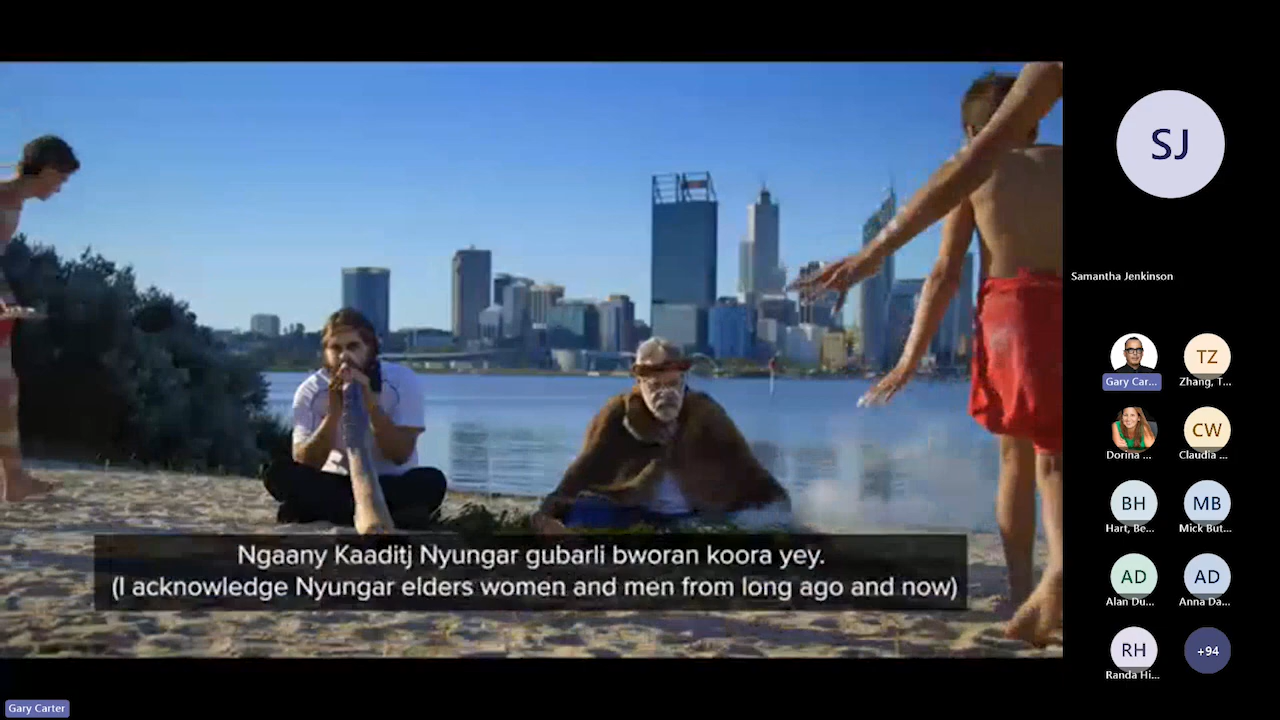 SJ
Samantha Jenkinson
Gary Car...
TZ
Zhang, T...
Dorina ...
CW
Claudia ...
BH
Hart, Be...
MB
Mick But...
AD
Alan Du...
AD
Anna Da...
RH
Randa Hi...
+94
Ngaany Kaaditj Nyungar gubarli bworan koora yey.
(I acknowledge Nyungar elders women and men from long ago and now)
Gary Carter